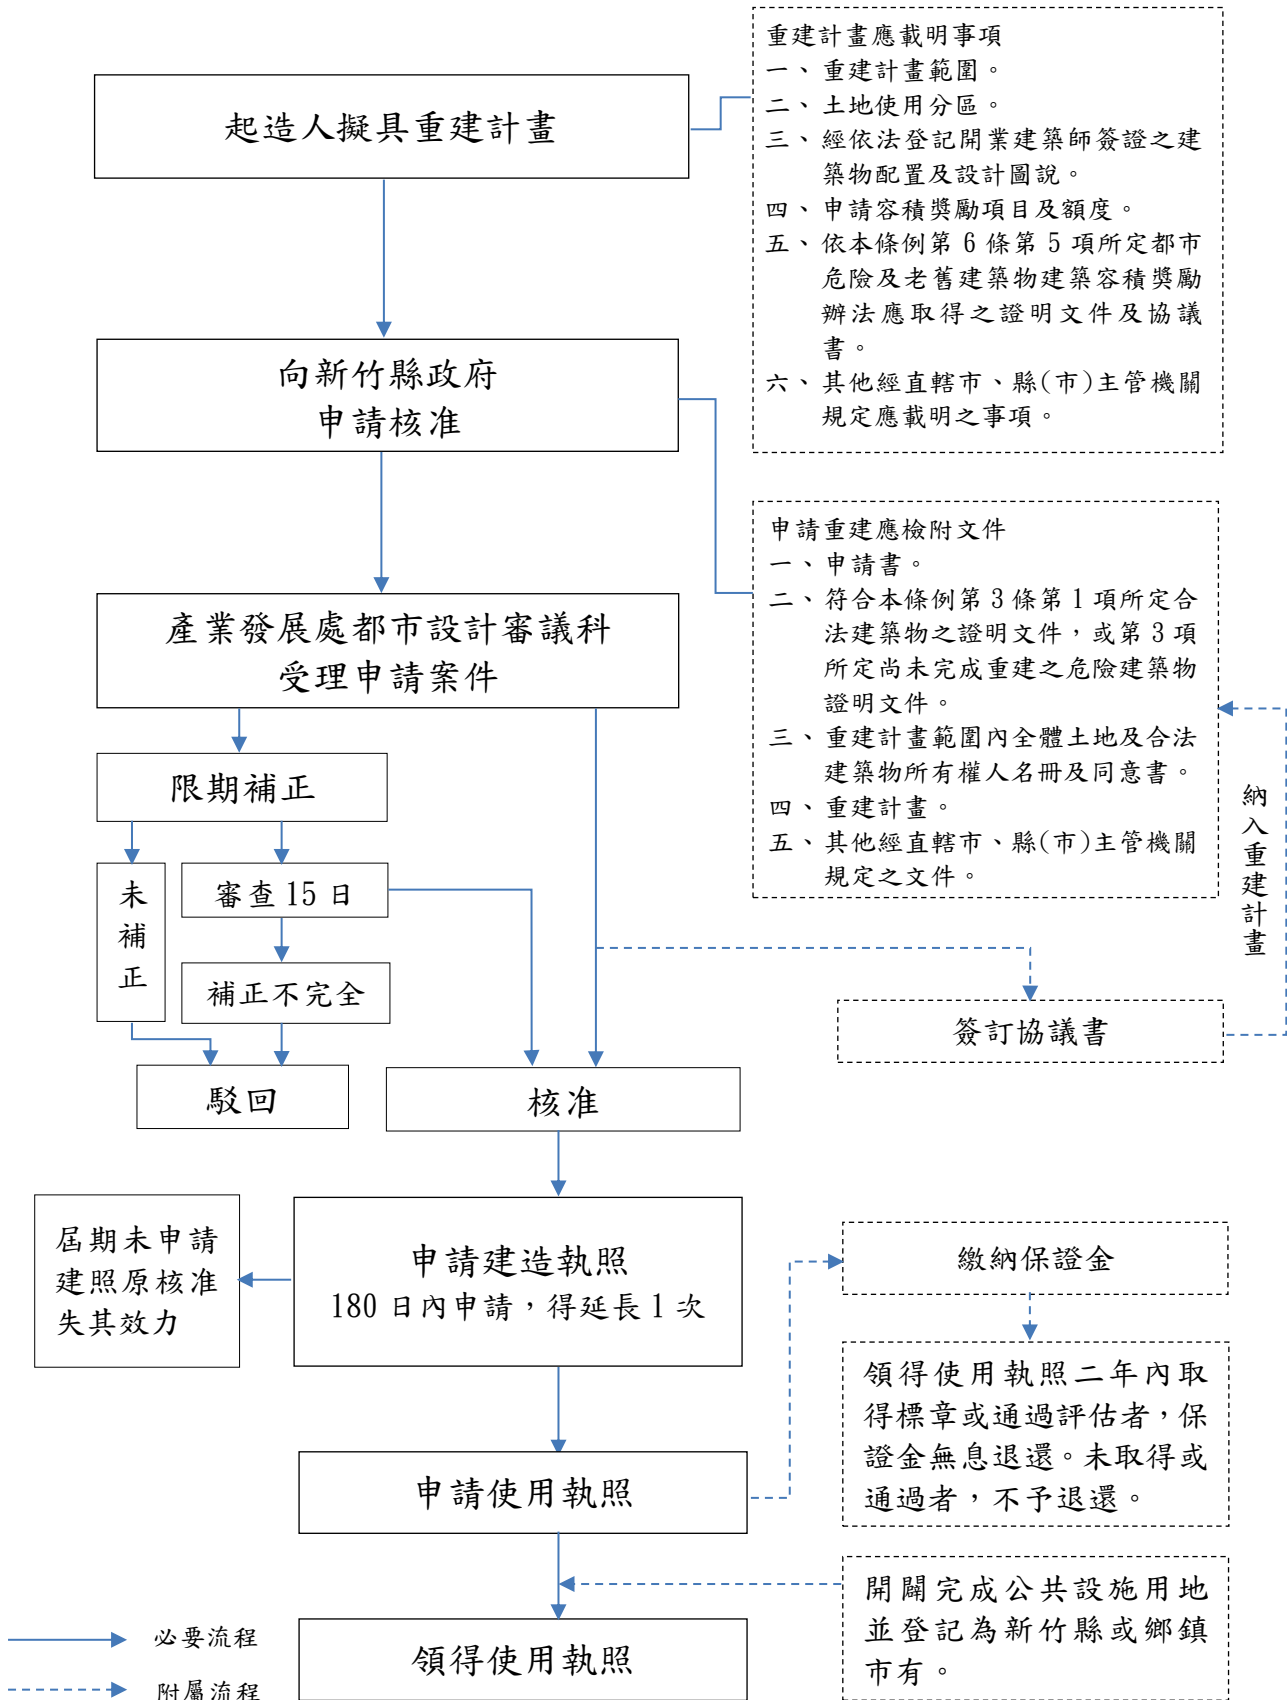 起造人擬具重建計畫
重建計畫應載明事項
一、重建計畫範圍。
二、土地使用分區。
三、經依法登記開業建築師簽證之建
築物配置及設計圖說。
四、申請容積獎勵項目及額度。
五、依本條例第 6 條第 5 項所定都市
危險及老舊建築物建築容積獎勵
辦法應取得之證明文件及協議
書。
六、其他經直轄市、縣(市)主管機關
規定應載明之事項。
向新竹縣政府
申請核准
申請重建應檢附文件
一、申請書。
二、符合本條例第 3 條第 1 項所定合
法建築物之證明文件，或第 3 項
所定尚未完成重建之危險建築物
證明文件。
三、重建計畫範圍內全體土地及合法
建築物所有權人名冊及同意書。
四、重建計畫。
五、其他經直轄市、縣(市)主管機關
規定之文件。
產業發展處都市設計審議科
受理申請案件
限期補正
未補正
審查 15 日
補正不完全
納入重建計畫
簽訂協議書
駁回
核准
屆期未申請
建照原核准
失其效力
申請建造執照
180 日內申請，得延長 1 次
繳納保證金
領得使用執照二年內取
得標章或通過評估者，保
證金無息退還。未取得或
通過者，不予退還。
申請使用執照
開闢完成公共設施用地
並登記為新竹縣或鄉鎮
市有。
領得使用執照
必要流程
附屬流程